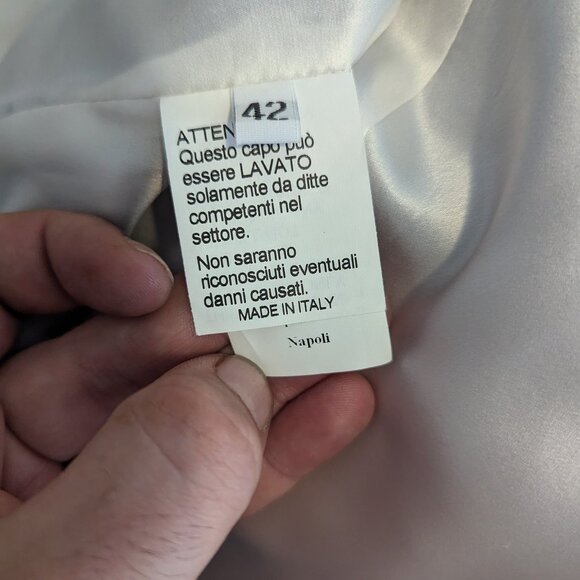 42
ATTEN
Questo capo può
essere LAVATO
solamente da ditte
competenti nel
settore.
Non saranno
riconosciuti eventuali
danni causati.
MADE IN ITALY
Napoli